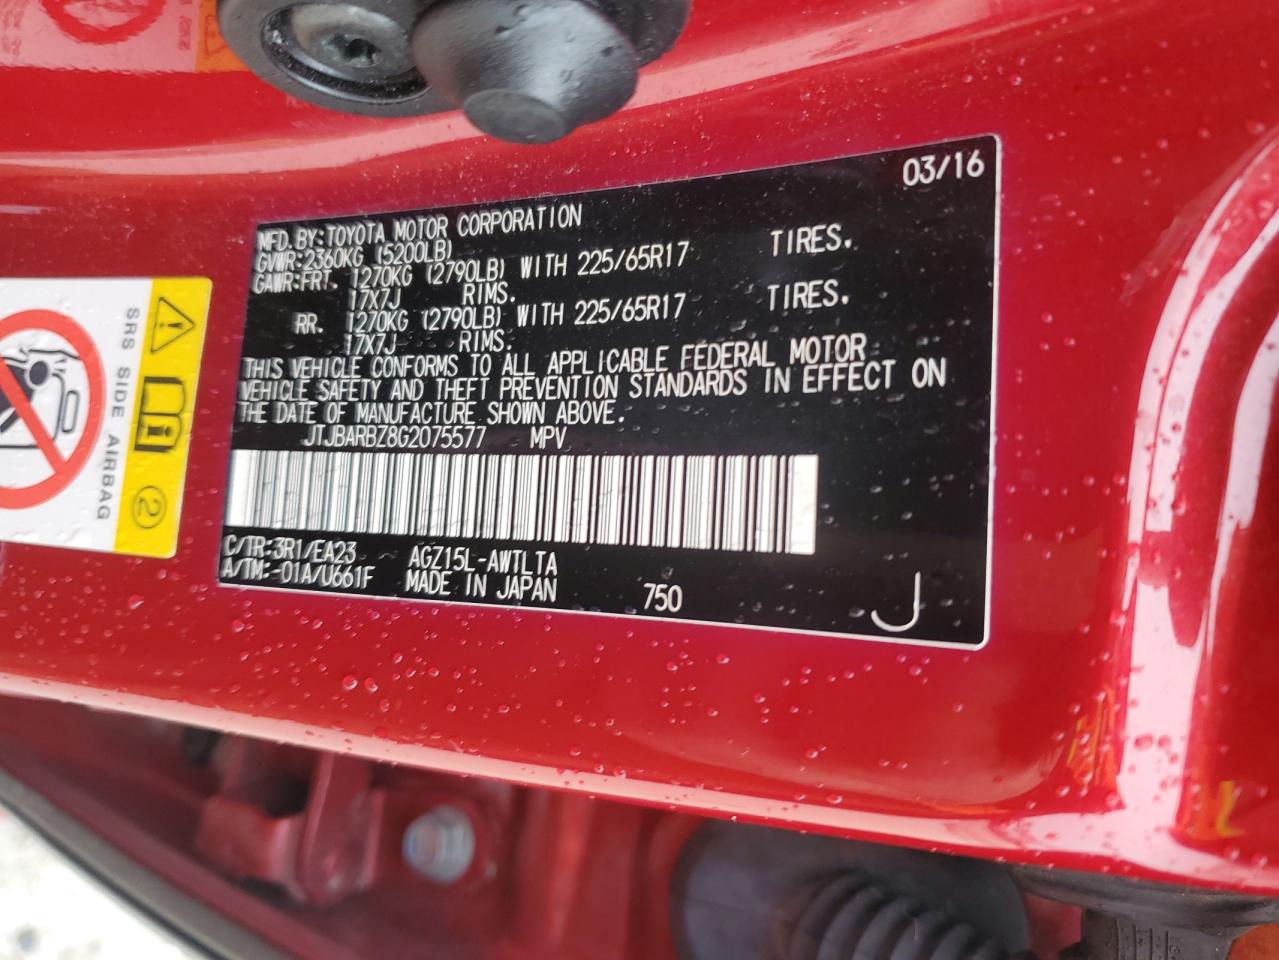 03/16
MFD.BY:TOYOTA MOTOR CORPORATION
GVWR:2360KG (5200LB)
GAWR:FRT. 1270KG (2790LB) WITH 225/65R17 TIRES.
17X7J RIMS.
RR. 1270KG (2790LB) WITH 225/65R17 TIRES.
17X7J RIMS.
THIS VEHICLE CONFORMS TO ALL APPLICABLE FEDERAL MOTOR
VEHICLE SAFETY AND THEFT PREVENTION STANDARDS IN EFFECT ON
THE DATE OF MANUFACTURE SHOWN ABOVE.
JTJBARBZ8G2075577 MPV
C/TR:3R1/EA23 AGZ15L-AWTLTA
A/TM:-01A/U661F MADE IN JAPAN 750 J
SRS SIDE AIRBAG
2